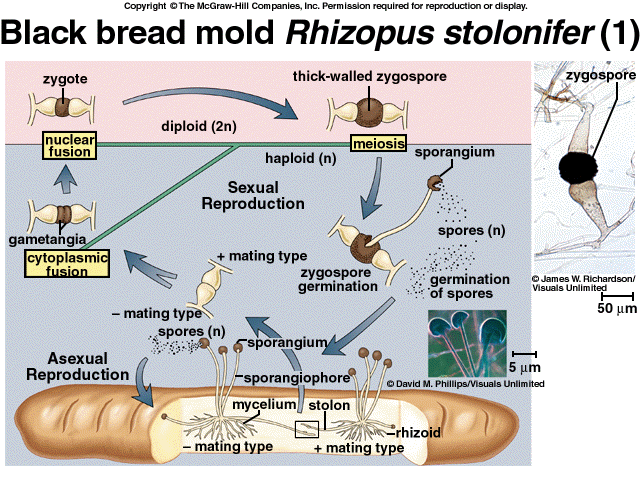 Copyright © The McGraw-Hill Companies, Inc. Permission required for reproduction or display.
Black bread mold Rhizopus stolonifer (1)
zygote
thick-walled zygospore
zygospore
diploid (2n)
nuclear
fusion
meiosis
haploid (n)
sporangium
Sexual
Reproduction
spores (n)
gametangia
cytoplasmic
fusion
+ mating type
zygospore
germination
germination
of spores
© James W. Richardson/
Visuals Unlimited
50 μm
– mating type
spores (n)
sporangium
Asexual
Reproduction
5 μm
sporangiophore
© David M. Phillips/Visuals Unlimited
mycelium
stolon
rhizoid
– mating type
+ mating type